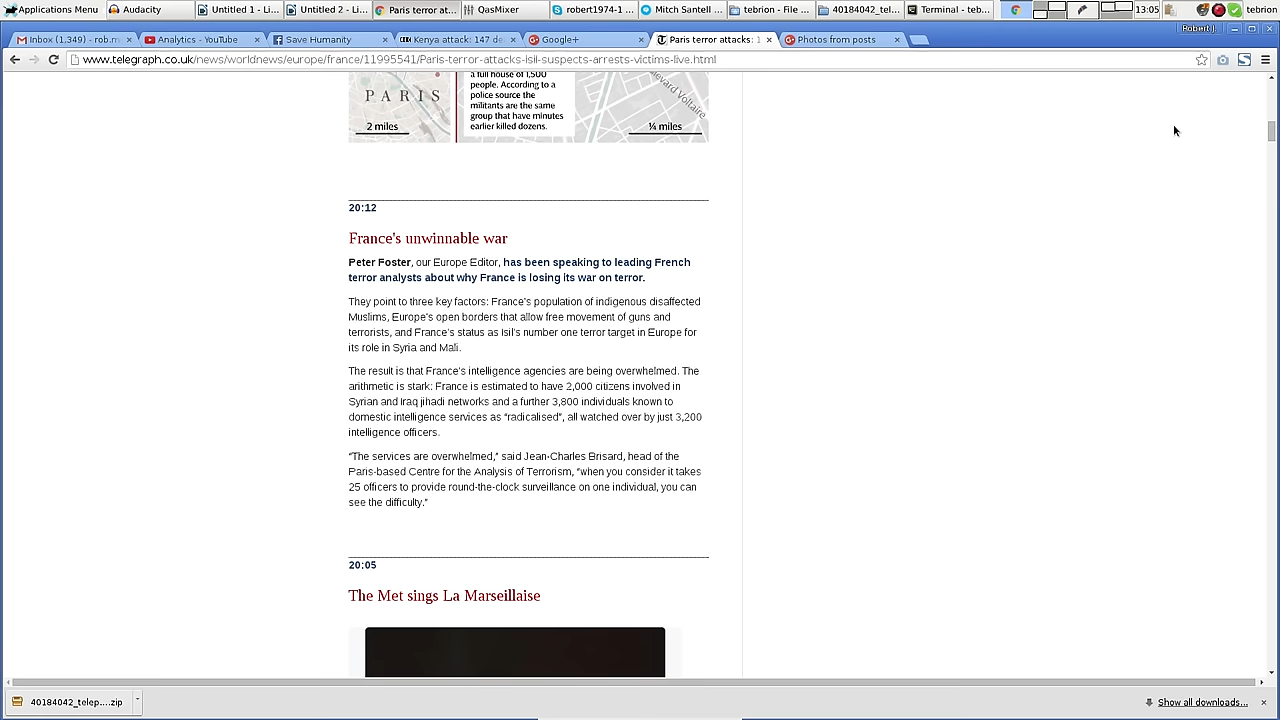 Applications Menu
Audacity
Untitled 1 - Li...
Untitled 2 - Li...
Paris terror at...
QasMixer
robert1974-1 ...
Mitch Santell ...
tebrion - File ...
40184042_tel...
Terminal - teb...
13:05
tebrion
Inbox (1,349) - rob.m
Analytics - YouTube
Save Humanity
Kenya attack: 147 de
Google+
Paris terror attacks: 1
Photos from posts
Robert J
www.telegraph.co.uk/news/worldnews/europe/france/11995541/Paris-terror-attacks-isil-suspects-arrests-victims-live.html
PARIS
2 miles
a full house of 1,500
people. According to a
police source the
militants are the same
group that have minutes
earlier killed dozens.
Voltaire
¼ miles
20:12
France's unwinnable war
Peter Foster, our Europe Editor, has been speaking to leading French
terror analysts about why France is losing its war on terror.
They point to three key factors: France's population of indigenous disaffected
Muslims, Europe's open borders that allow free movement of guns and
terrorists, and France's status as Isil's number one terror target in Europe for
its role in Syria and Mali.
The result is that France's intelligence agencies are being overwhelmed. The
arithmetic is stark: France is estimated to have 2,000 citizens involved in
Syrian and Iraq jihadi networks and a further 3,800 individuals known to
domestic intelligence services as "radicalised", all watched over by just 3,200
intelligence officers.
"The services are overwhelmed," said Jean-Charles Brisard, head of the
Paris-based Centre for the Analysis of Terrorism, "when you consider it takes
25 officers to provide round-the-clock surveillance on one individual, you can
see the difficulty."
20:05
The Met sings La Marseillaise
40184042_telep....zip
Show all downloads...